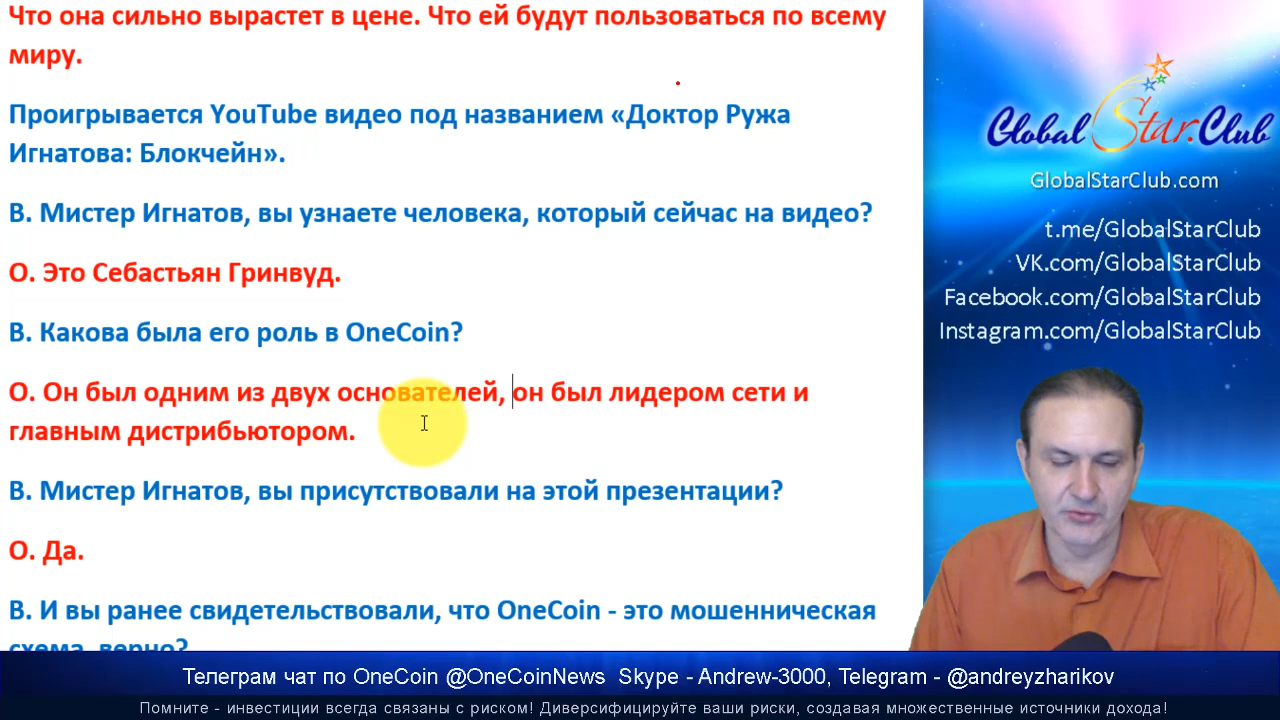 Что она сильно вырастет в цене. Что ей будут пользоваться по всему
миру.
Проигрывается YouTube видео под названием «Доктор Ружа
Игнатова: Блокчейн».
В. Мистер Игнатов, вы узнаете человека, который сейчас на видео?
О. Это Себастьян Гринвуд.
В. Какова была его роль в OneCoin?
О. Он был одним из двух основателей, он был лидером сети и
главным дистрибьютором.
В. Мистер Игнатов, вы присутствовали на этой презентации?
О. Да.
В. И вы ранее свидетельствовали, что OneCoin - это мошенническая
схема, верно?
Global Star.Club
GlobalStarClub.com
t.me/GlobalStarClub
VK.com/GlobalStarClub
Facebook.com/GlobalStarClub
Instagram.com/GlobalStarClub
Телеграм чат по OneCoin @OneCoinNews Skype - Andrew-3000, Telegram - @andreyzharikov
Помните - инвестиции всегда связаны с риском! Диверсифицируйте ваши риски, создавая множественные источники дохода!